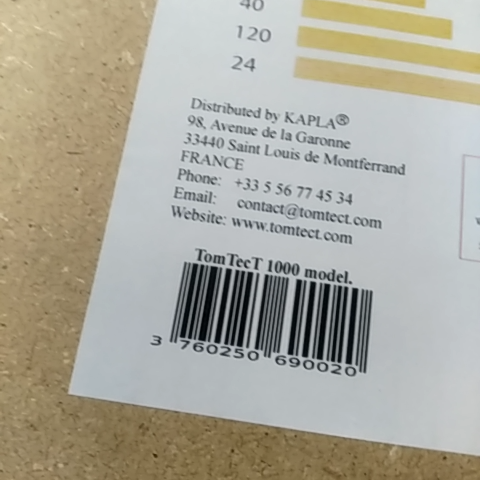 40
120
24
Distributed by KAPLA®
98, Avenue de la Garonne
33440 Saint Louis de Montferrand
FRANCE
Phone: +33 5 56 77 45 34
Email: contact@tomtect.com
Website: www.tomtect.com
TomTecT 1000 model.
3 760250 690020